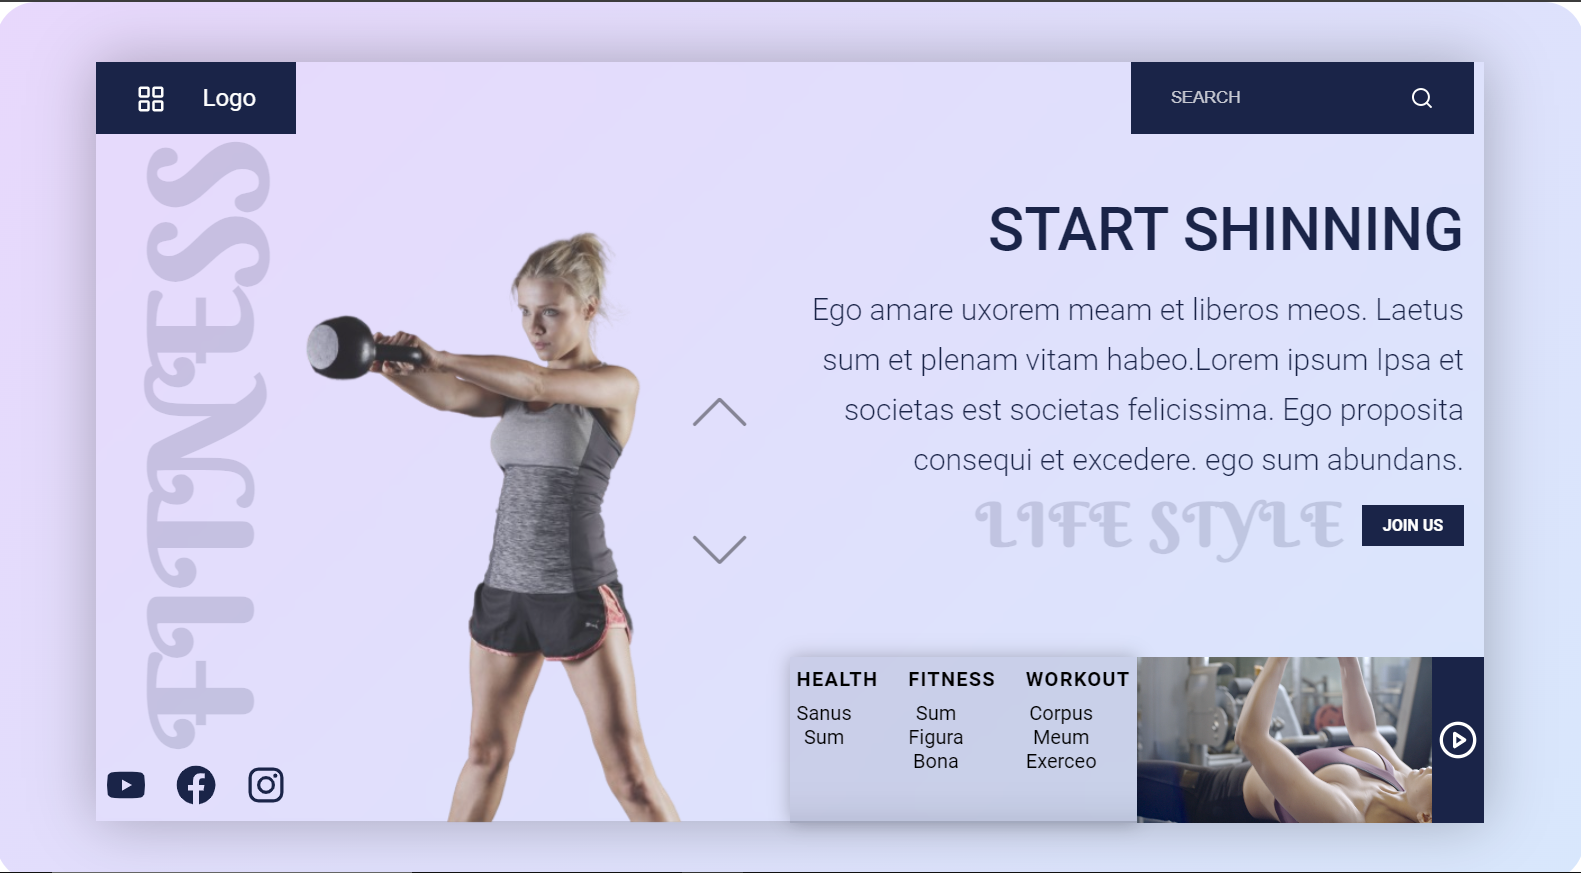 Logo
SEARCH
FITNESS
START SHINNING
Ego amare uxorem meam et liberos meos. Laetus
sum et plenam vitam habeo.Lorem ipsum Ipsa et
societas est societas felicissima. Ego proposita
consequi et excedere. ego sum abundans.
LIFE STYLE
JOIN US
HEALTH
Sanus
Sum
FITNESS
Sum
Figura
Bona
WORKOUT
Corpus
Meum
Exerceo